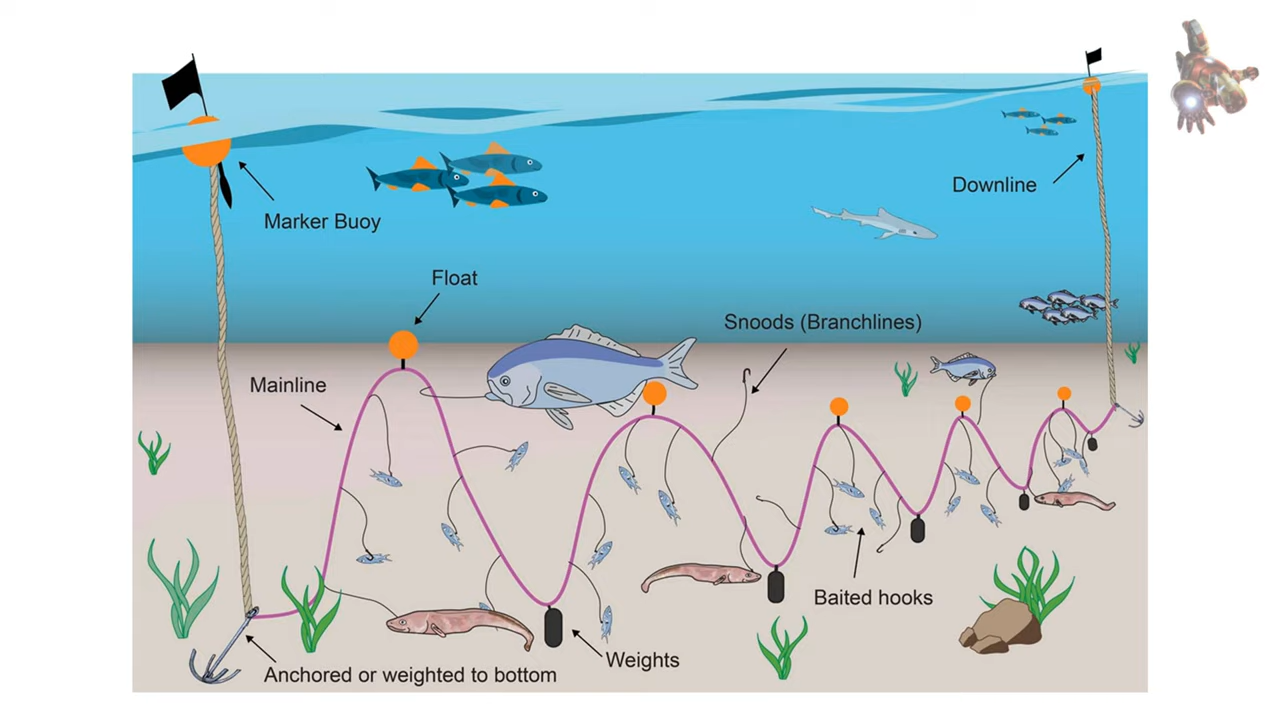 Downline
Marker Buoy
Float
Snoods (Branchlines)
Mainline
Baited hooks
Weights
Anchored or weighted to bottom